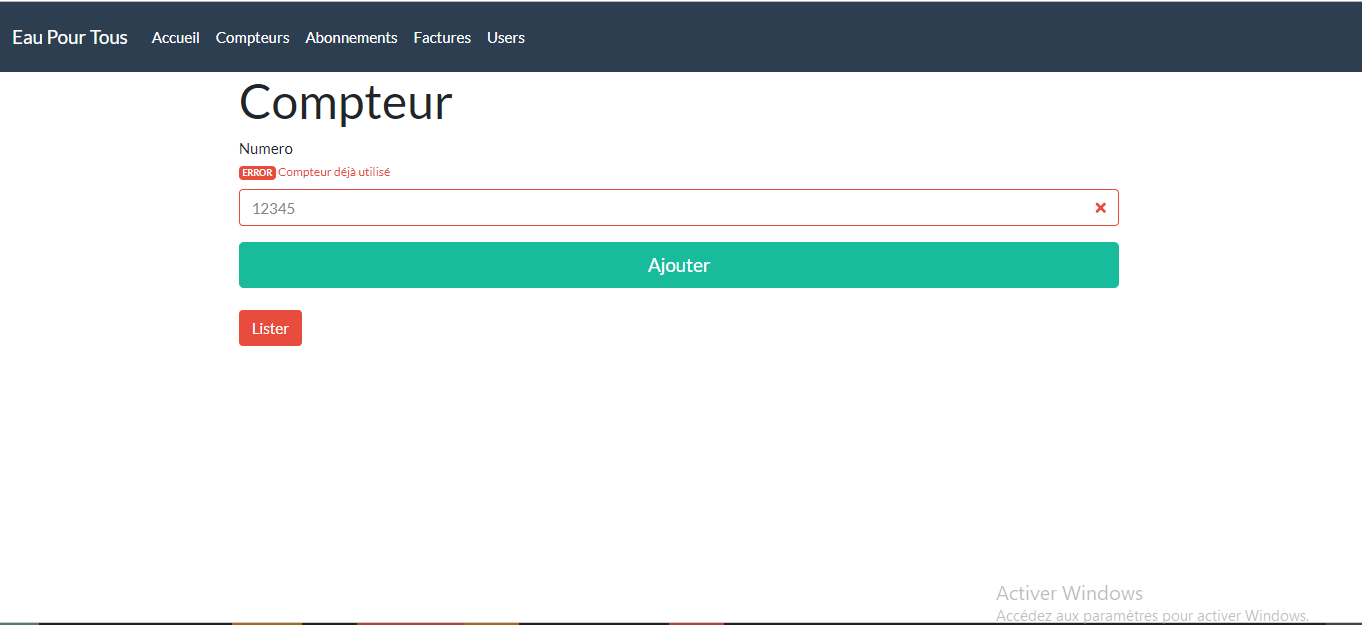 Eau Pour Tous Accueil Compteurs Abonnements Factures Users
Compteur
Numero
ERROR Compteur déjà utilisé
12345
Ajouter
Lister
Activer Windows
Accédez aux paramètres pour activer Windows.